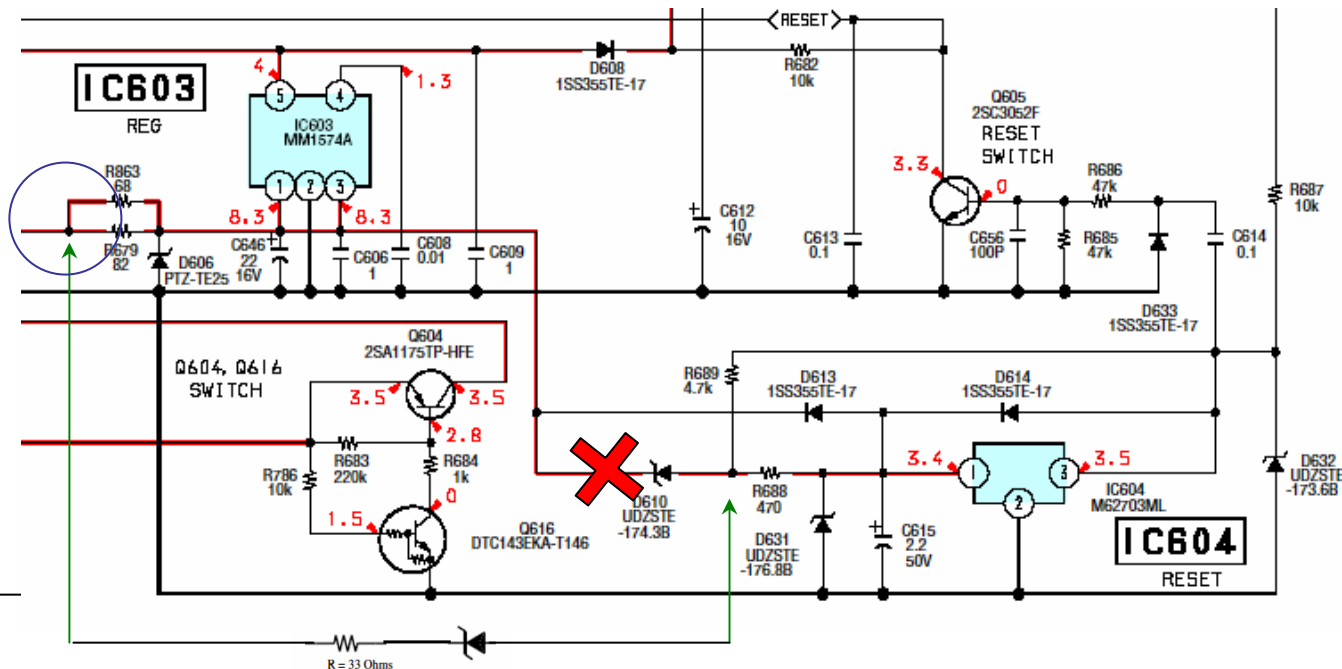 RESET
D608
1SS355TE-17
R682
10k
4
1.3
IC603
REG
5
4
IC603
MM1574A
1
2
3
8.3
8.3
Q605
2SC3052F
RESET
SWITCH
3.3
0
R686
47k
R687
10k
R863
68
R679
82
D606
PTZ-TE25
C646
22
16V
+
C606
1
C608
0.01
C609
1
+
C612
10
16V
C613
0.1
C656
100P
R685
47k
C614
0.1
D633
1SS355TE-17
Q604
2SA1175TP-HFE
Q604, Q616
SWITCH
3.5
3.5
2.8
R689
4.7k
D613
1SS355TE-17
D614
1SS355TE-17
R683
220k
R684
1k
R786
10k
0
1.5
Q616
DTC143EKA-T146
D610
UDZSTE
-174.3B
R688
470
D631
UDZSTE
-176.8B
+
C615
2.2
50V
3.4
3.5
1
3
2
IC604
M62703ML
D632
UDZSTE
-173.6B
IC604
RESET
R = 33 Ohms